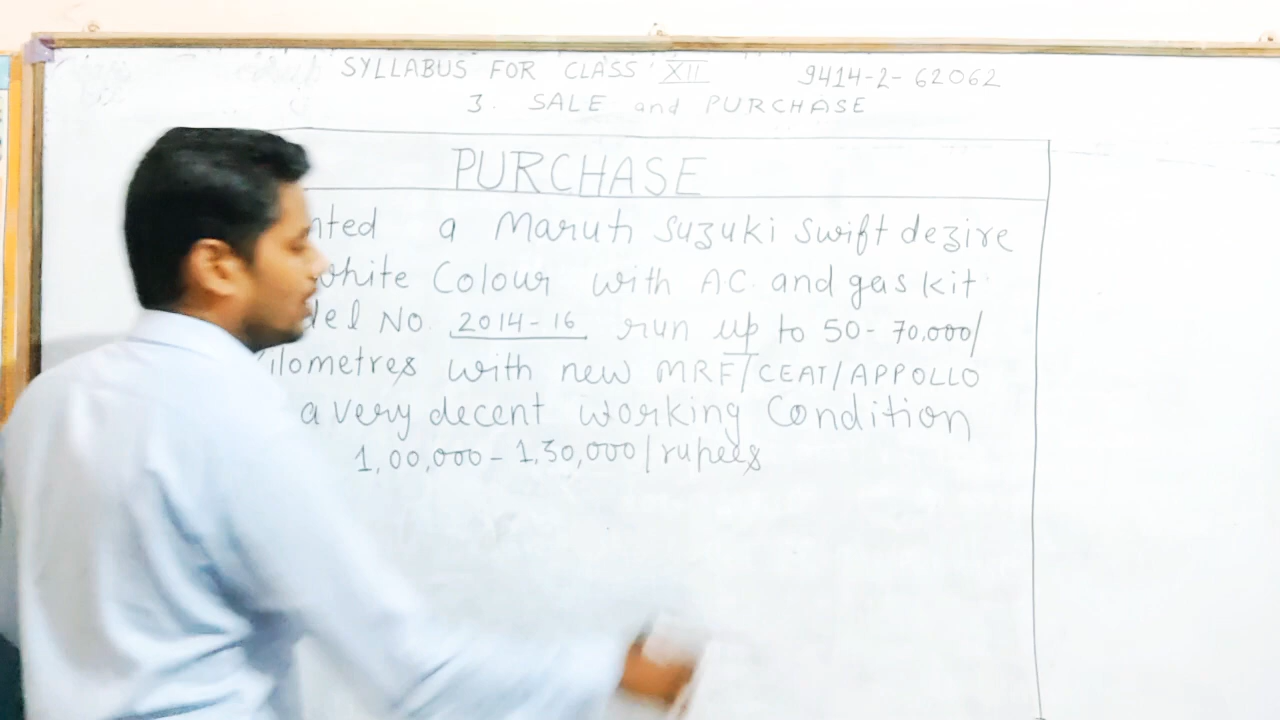 SYLLABUS FOR CLASS XII 9414-2-62062
3. SALE and PURCHASE
PURCHASE
nted a Maruti Suzuki Swift dezire
white Colour with AC and gas kit
del NO. 2014-16 run up to 50-70,000/
ilometres with new MRF/CEAT/APPOLLO
a very decent working Condition
1,00,000-1,30,000/rupees